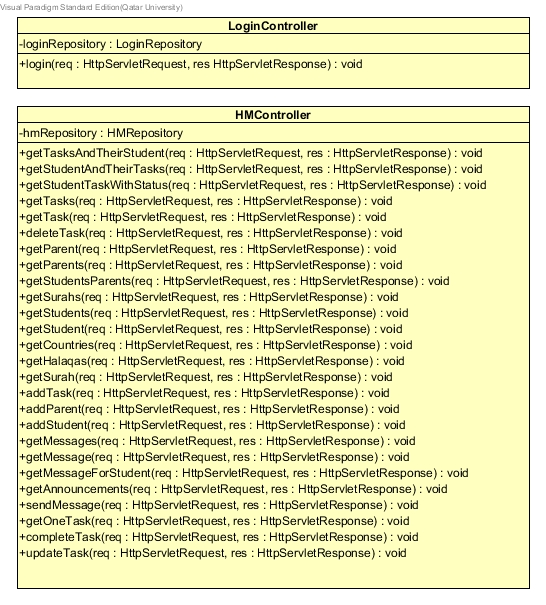 Visual Paradigm Standard Edition(Qatar University)
LoginController
-loginRepository : LoginRepository
+login(req : HttpServletRequest, res HttpServletResponse) : void
HMController
-hmRepository : HMRepository
+getTasksAndTheirStudent(req : HttpServletRequest, res : HttpServletResponse) : void
+getStudentAndTheirTasks(req : HttpServletRequest, res : HttpServletResponse) : void
+getStudentTaskWithStatus(req : HttpServletRequest, res : HttpServletResponse) : void
+getTasks(req : HttpServletRequest, res : HttpServletResponse) : void
+getTask(req : HttpServletRequest, res : HttpServletResponse) : void
+deleteTask(req : HttpServletRequest, res : HttpServletResponse) : void
+getParent(req : HttpServletRequest, res : HttpServletResponse) : void
+getParents(req : HttpServletRequest, res : HttpServletResponse) : void
+getStudentsParents(req : HttpServletRequest, res : HttpServletResponse) : void
+getSurahs(req : HttpServletRequest, res : HttpServletResponse) : void
+getStudents(req : HttpServletRequest, res : HttpServletResponse) : void
+getStudent(req : HttpServletRequest, res : HttpServletResponse) : void
+getCountries(req : HttpServletRequest, res : HttpServletResponse) : void
+getHalaqas(req : HttpServletRequest, res : HttpServletResponse) : void
+getSurah(req : HttpServletRequest, res : HttpServletResponse) : void
+addTask(req : HttpServletRequest, res : HttpServletResponse) : void
+addParent(req : HttpServletRequest, res : HttpServletResponse) : void
+addStudent(req : HttpServletRequest, res : HttpServletResponse) : void
+getMessages(req : HttpServletRequest, res : HttpServletResponse) : void
+getMessage(req : HttpServletRequest, res : HttpServletResponse) : void
+getMessageForStudent(req : HttpServletRequest, res : HttpServletResponse) : void
+getAnnouncements(req : HttpServletRequest, res : HttpServletResponse) : void
+sendMessage(req : HttpServletRequest, res : HttpServletResponse) : void
+getOneTask(req : HttpServletRequest, res : HttpServletResponse) : void
+completeTask(req : HttpServletRequest, res : HttpServletResponse) : void
+updateTask(req : HttpServletRequest, res : HttpServletResponse) : void